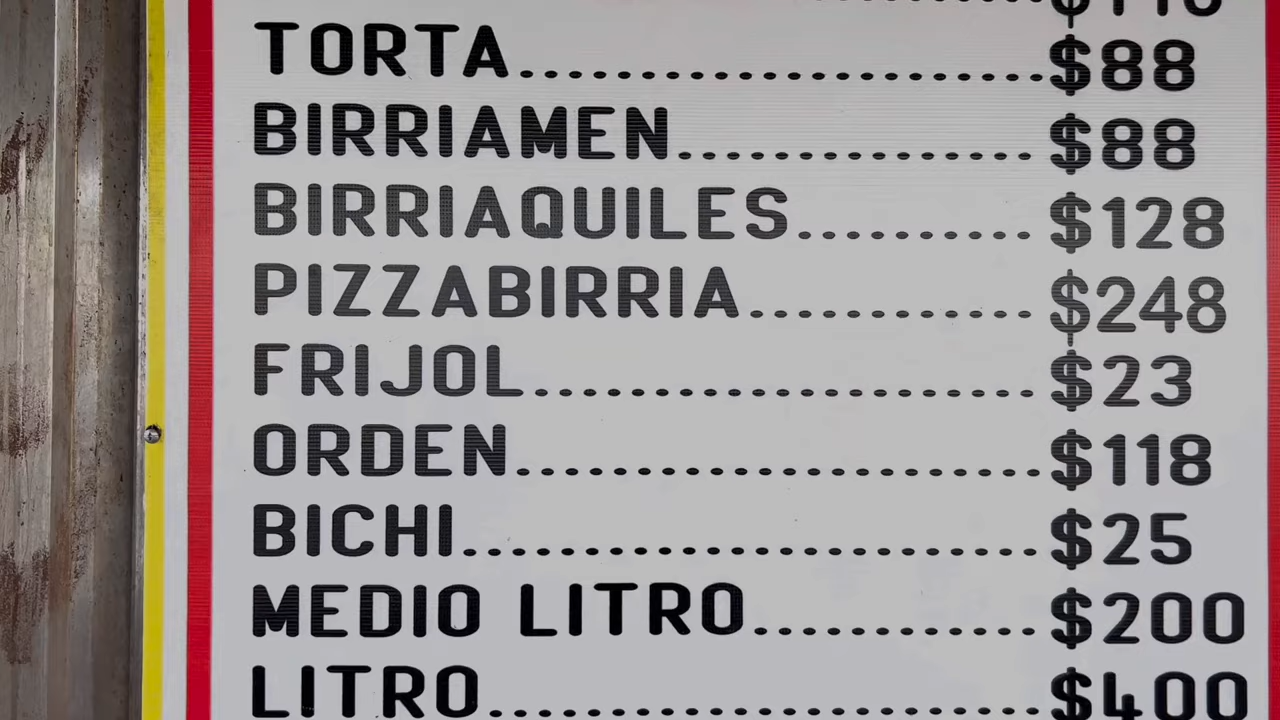 TORTA........................$88
BIRRIAMEN...............$88
BIRRIAQUILES..........$128
PIZZABIRRIA............$248
FRIJOL.....................$23
ORDEN......................$118
BICHI........................$25
MEDIO LITRO............$200
LITRO.......................$400